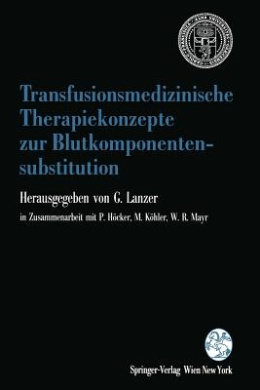 Transfusionsmedizinische
Therapiekonzepte
zur Blutkomponenten-
substitution
Herausgegeben von G. Lanzer
in Zusammenarbeit mit P. Höcker, M. Köhler, W. R. Mayr
Springer-Verlag Wien New York